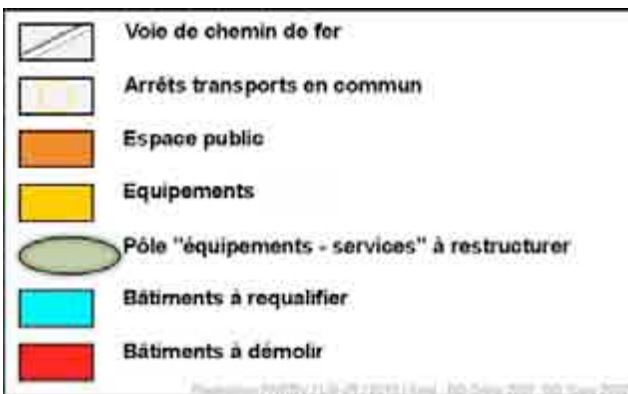 Voie de chemin de fer
Arrêts transports en commun
Espace public
Equipements
Pôle "équipements - services" à restructurer
Bâtiments à requalifier
Bâtiments à démolir